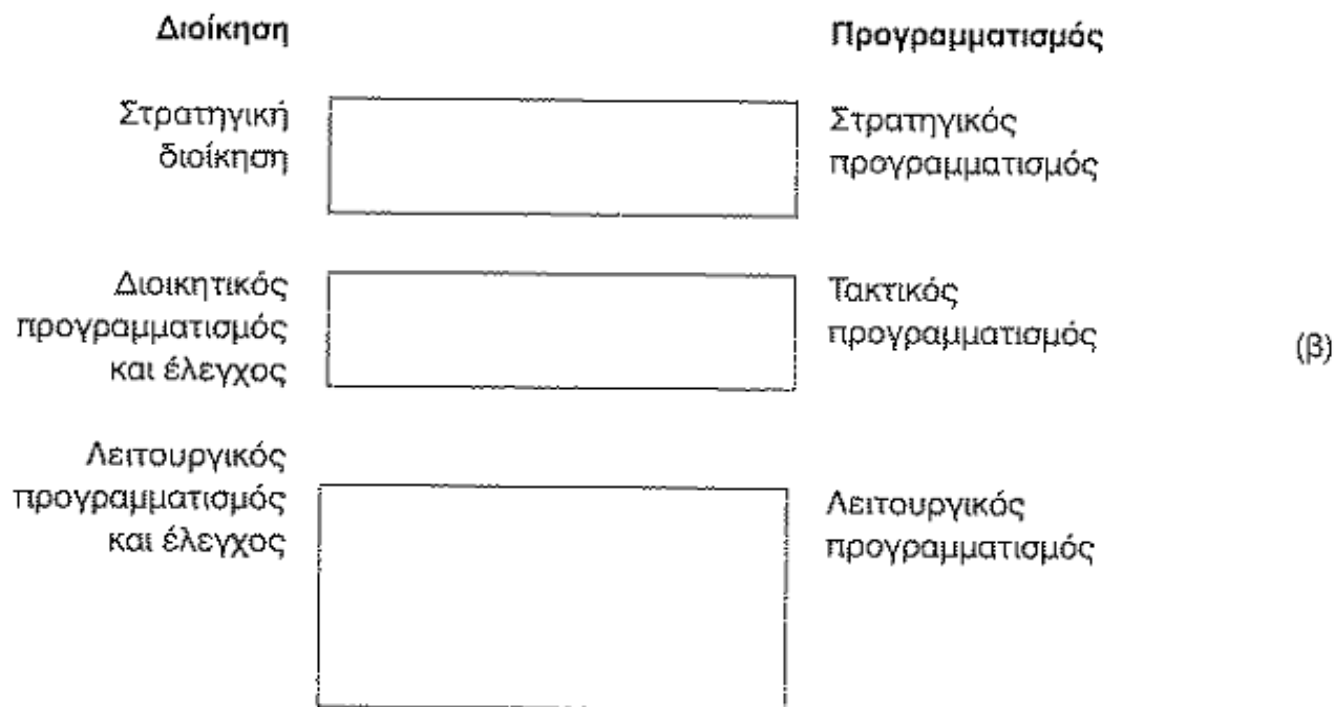 Διοίκηση
Προγραμματισμός
Στρατηγική
διοίκηση
Στρατηγικός
προγραμματισμός
Διοικητικός
προγραμματισμός
και έλεγχος
Τακτικός
προγραμματισμός
(β)
Λειτουργικός
προγραμματισμός
και έλεγχος
Λειτουργικός
προγραμματισμός